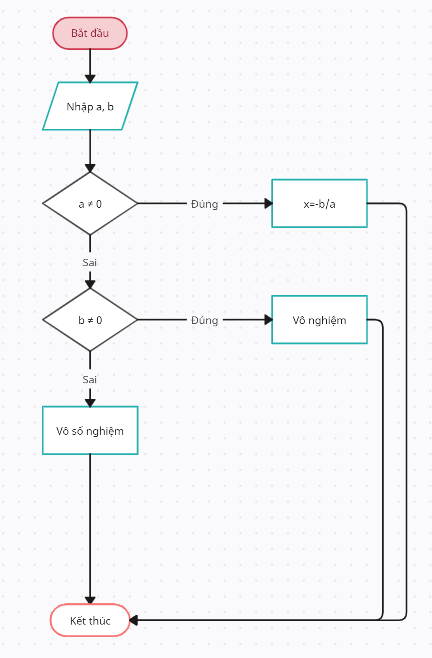 Bắt đầu
Nhập a, b
a ≠ 0
Đúng
x=-b/a
Sai
b ≠ 0
Đúng
Vô nghiệm
Sai
Vô số nghiệm
Kết thúc